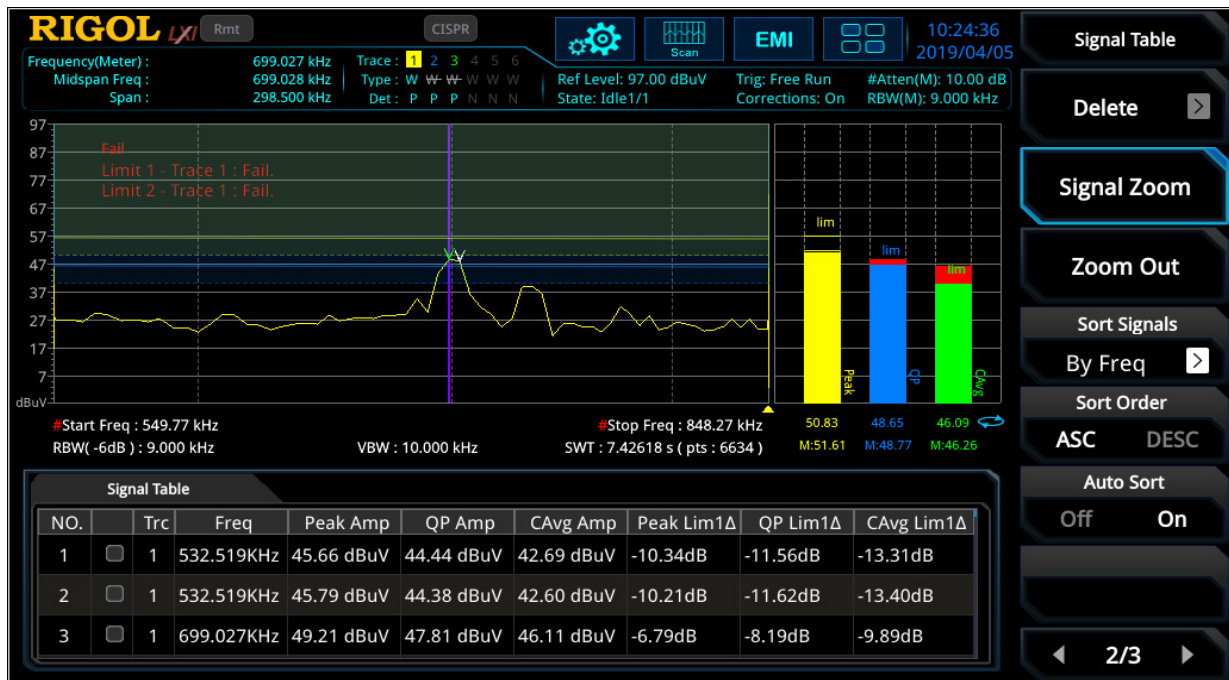 RIGOL LXI Rmt CISPR
Scan
EMI
10:24:36
2019/04/05
Frequency(Meter) : 699.027 kHz
Midspan Freq : 699.028 kHz
Span : 298.500 kHz
Trace : 1 2 3 4 5 6
Type : W W W W W W
Det : P P P N N N
Ref Level: 97.00 dBuV Trig: Free Run #Atten(M): 10.00 dB
State: Idle1/1 Corrections: On RBW(M): 9.000 kHz
97
87
77
67
57
47
37
27
17
7
dBuV
Fail
Limit 1 - Trace 1 : Fail.
Limit 2 - Trace 1 : Fail.
lim
lim
lim
Peak
QP
CAvg
50.83 48.65 46.09
M:51.61 M:48.77 M:46.26
#Start Freq : 549.77 kHz #Stop Freq : 848.27 kHz
RBW( -6dB ) : 9.000 kHz VBW : 10.000 kHz SWT : 7.42618 s ( pts : 6634 )
Signal Table
NO. Trc Freq Peak Amp QP Amp CAvg Amp Peak Lim1Δ QP Lim1Δ CAvg Lim1Δ
1 1 532.519KHz 45.66 dBuV 44.44 dBuV 42.69 dBuV -10.34dB -11.56dB -13.31dB
2 1 532.519KHz 45.79 dBuV 44.38 dBuV 42.60 dBuV -10.21dB -11.62dB -13.40dB
3 1 699.027KHz 49.21 dBuV 47.81 dBuV 46.11 dBuV -6.79dB -8.19dB -9.89dB
Signal Table
Delete
Signal Zoom
Zoom Out
Sort Signals
By Freq
Sort Order
ASC DESC
Auto Sort
Off On
2/3